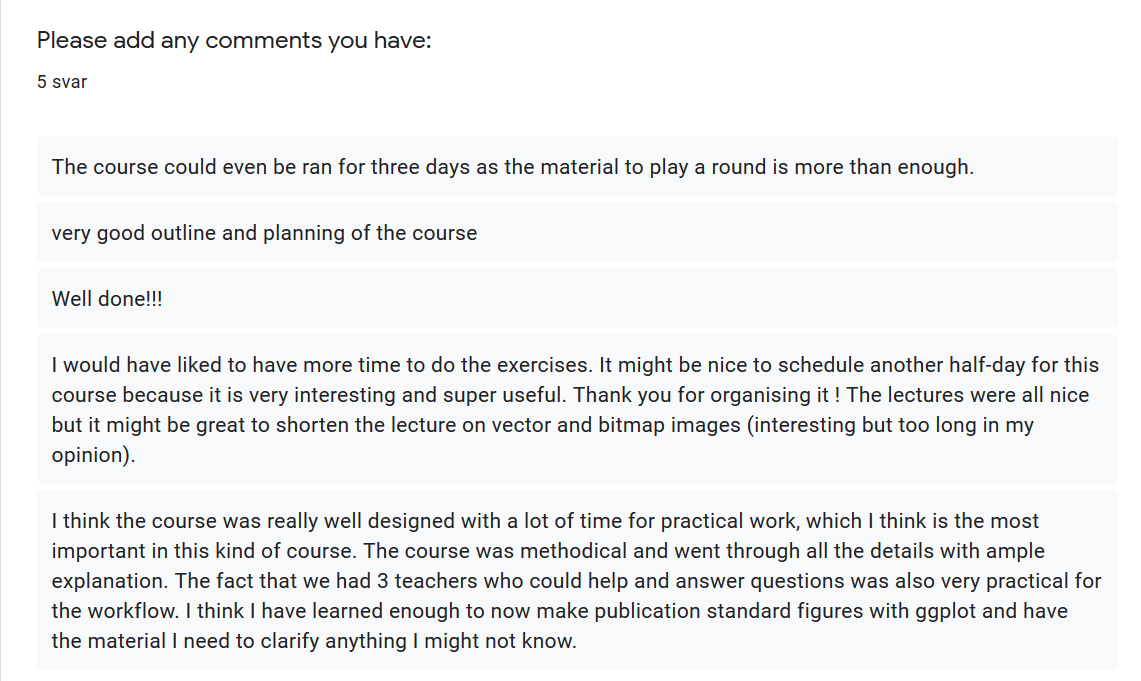 Please add any comments you have:
5 svar
The course could even be ran for three days as the material to play a round is more than enough.
very good outline and planning of the course
Well done!!!
I would have liked to have more time to do the exercises. It might be nice to schedule another half-day for this
course because it is very interesting and super useful. Thank you for organising it ! The lectures were all nice
but it might be great to shorten the lecture on vector and bitmap images (interesting but too long in my
opinion).
I think the course was really well designed with a lot of time for practical work, which I think is the most
important in this kind of course. The course was methodical and went through all the details with ample
explanation. The fact that we had 3 teachers who could help and answer questions was also very practical for
the workflow. I think I have learned enough to now make publication standard figures with ggplot and have
the material I need to clarify anything I might not know.